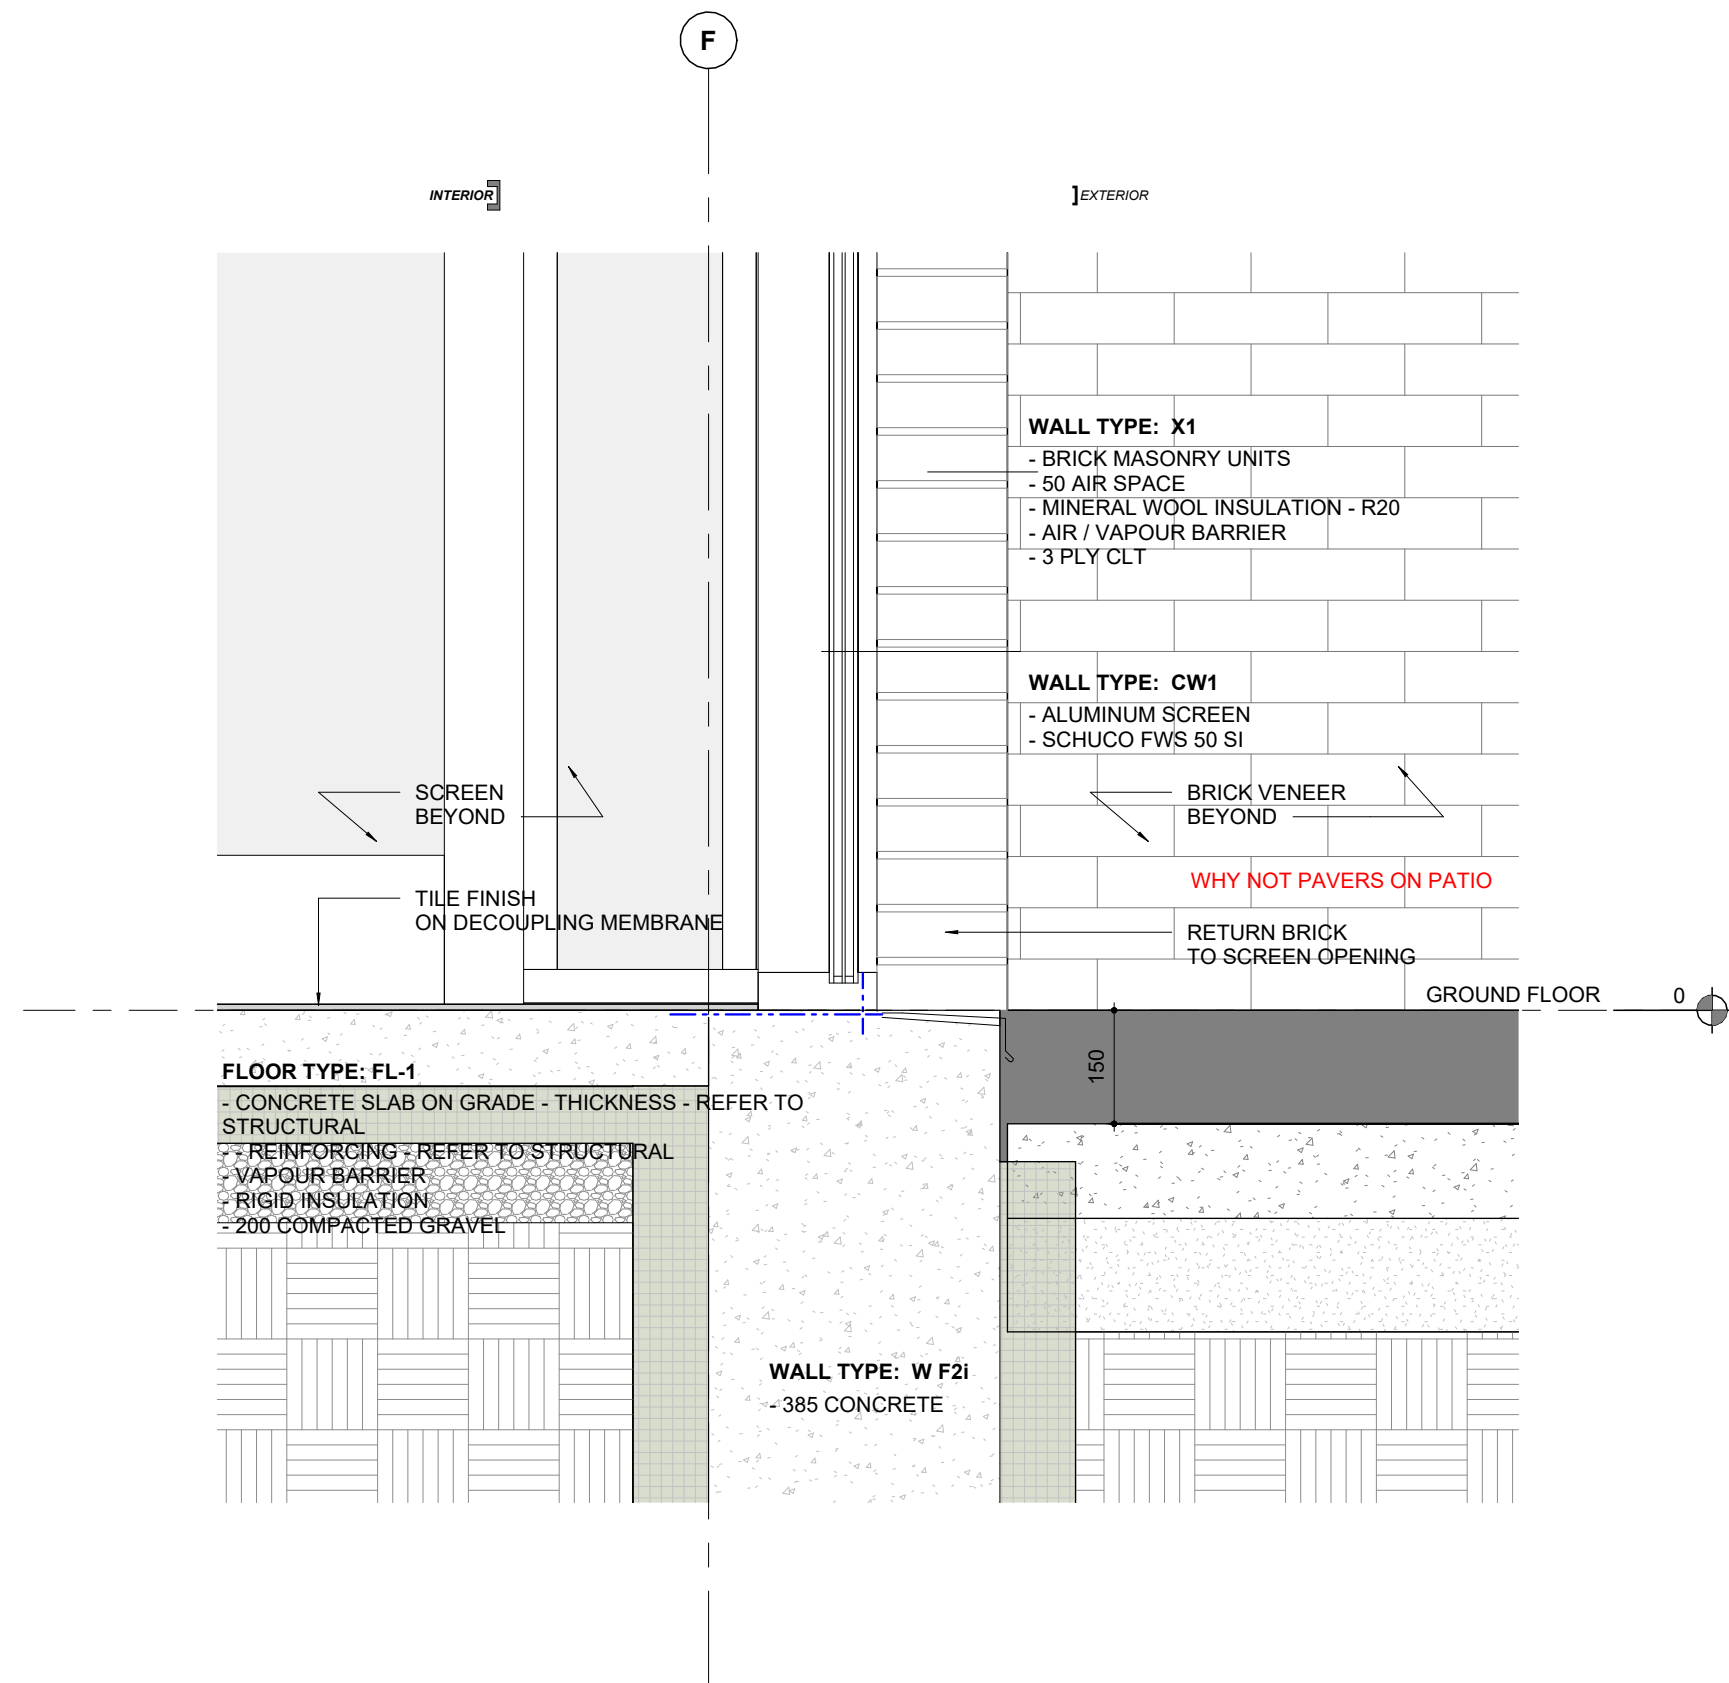 F
INTERIOR
EXTERIOR
WALL TYPE: X1
- BRICK MASONRY UNITS
- 50 AIR SPACE
- MINERAL WOOL INSULATION - R20
- AIR / VAPOUR BARRIER
- 3 PLY CLT
WALL TYPE: CW1
- ALUMINUM SCREEN
- SCHUCO FWS 50 SI
SCREEN
BEYOND
BRICK VENEER
BEYOND
WHY NOT PAVERS ON PATIO
TILE FINISH
ON DECOUPLING MEMBRANE
RETURN BRICK
TO SCREEN OPENING
GROUND FLOOR 0
150
FLOOR TYPE: FL-1
- CONCRETE SLAB ON GRADE - THICKNESS - REFER TO
STRUCTURAL
- - REINFORCING - REFER TO STRUCTURAL
- VAPOUR BARRIER
- RIGID INSULATION
- 200 COMPACTED GRAVEL
WALL TYPE: W F2i
- 385 CONCRETE